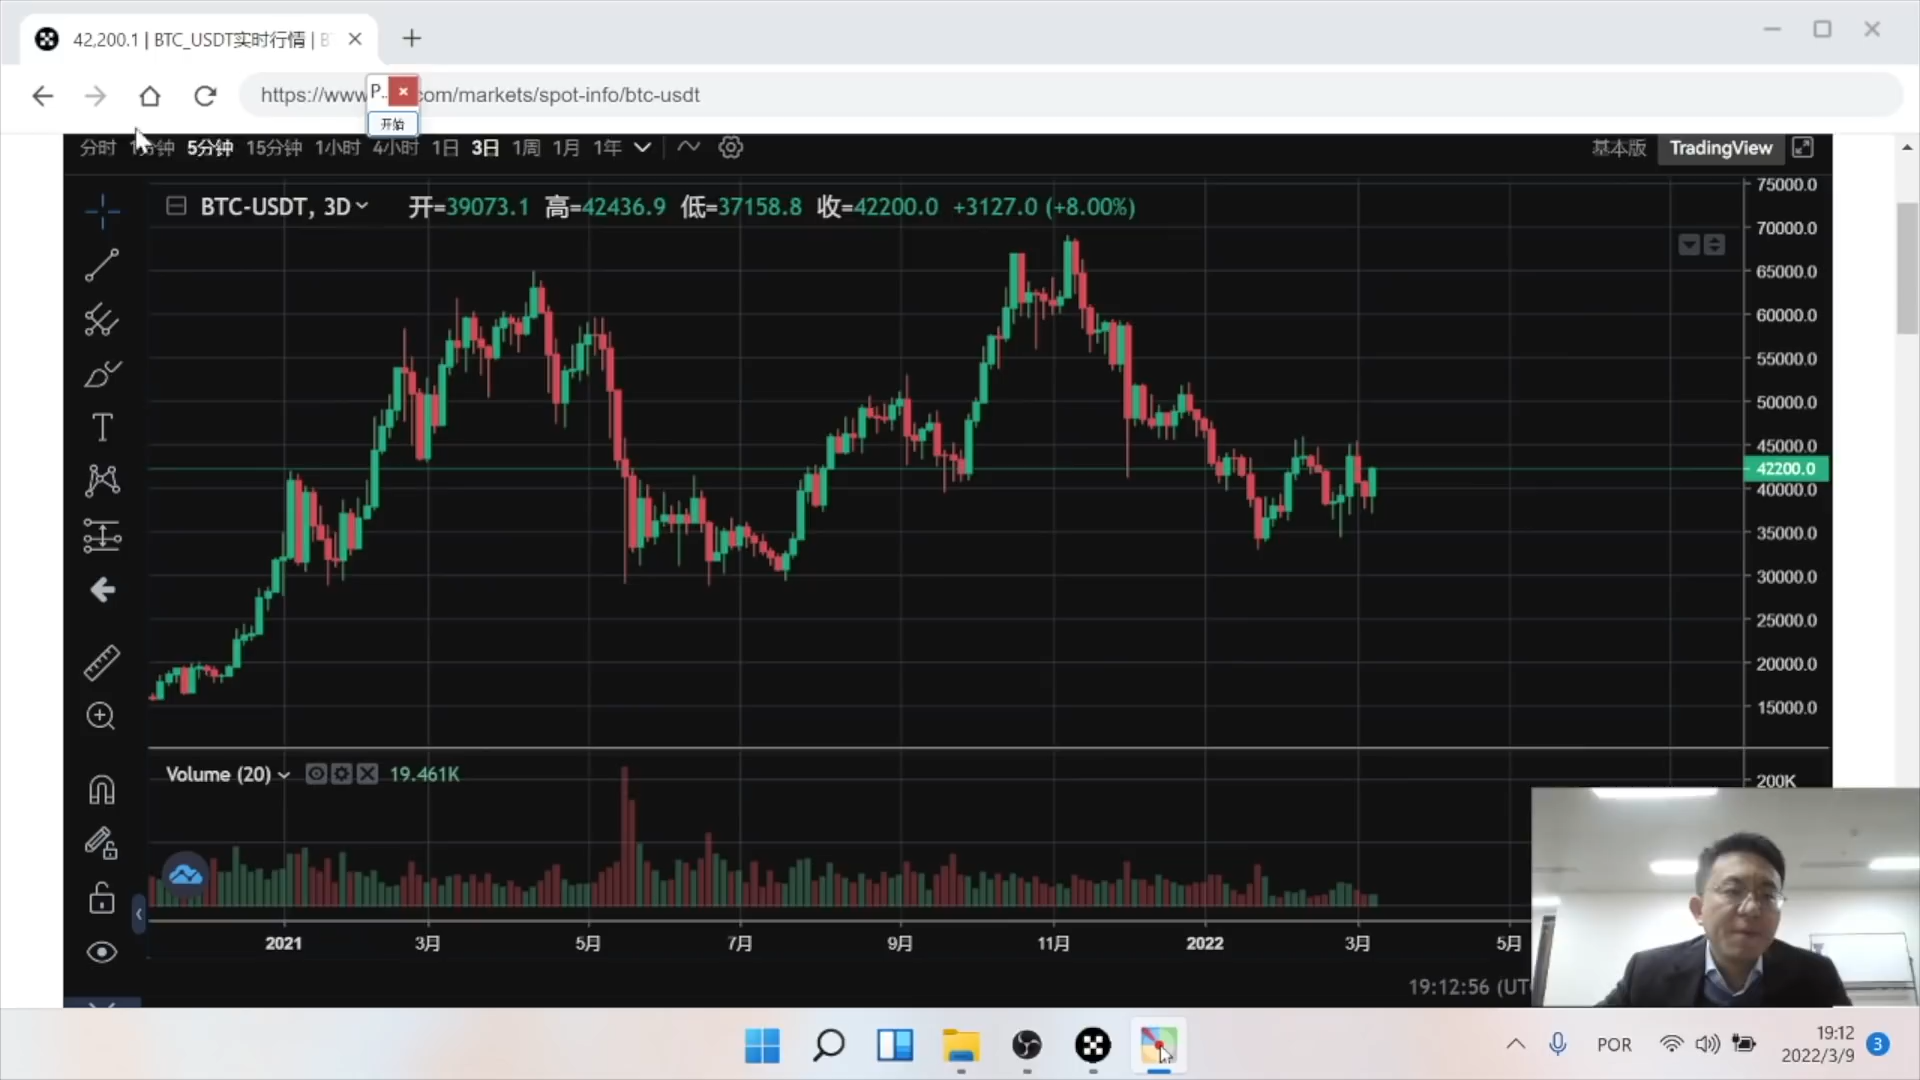 42,200.1 | BTC_USDT实时行情 |
https://www
P..
com/markets/spot-info/btc-usdt
开始
分时 1分钟 5分钟 15分钟 1小时 4小时 1日 3日 1周 1月 1年
基本版 TradingView
BTC-USDT, 3D 开=39073.1 高=42436.9 低=37158.8 收=42200.0 +3127.0 (+8.00%)
75000.0
70000.0
65000.0
60000.0
55000.0
50000.0
45000.0
42200.0
40000.0
35000.0
30000.0
25000.0
20000.0
15000.0
Volume (20) 19.461K
200K
2021 3月 5月 7月 9月 11月 2022 3月 5月
19:12:56 (UT
POR
19:12
2022/3/9
3